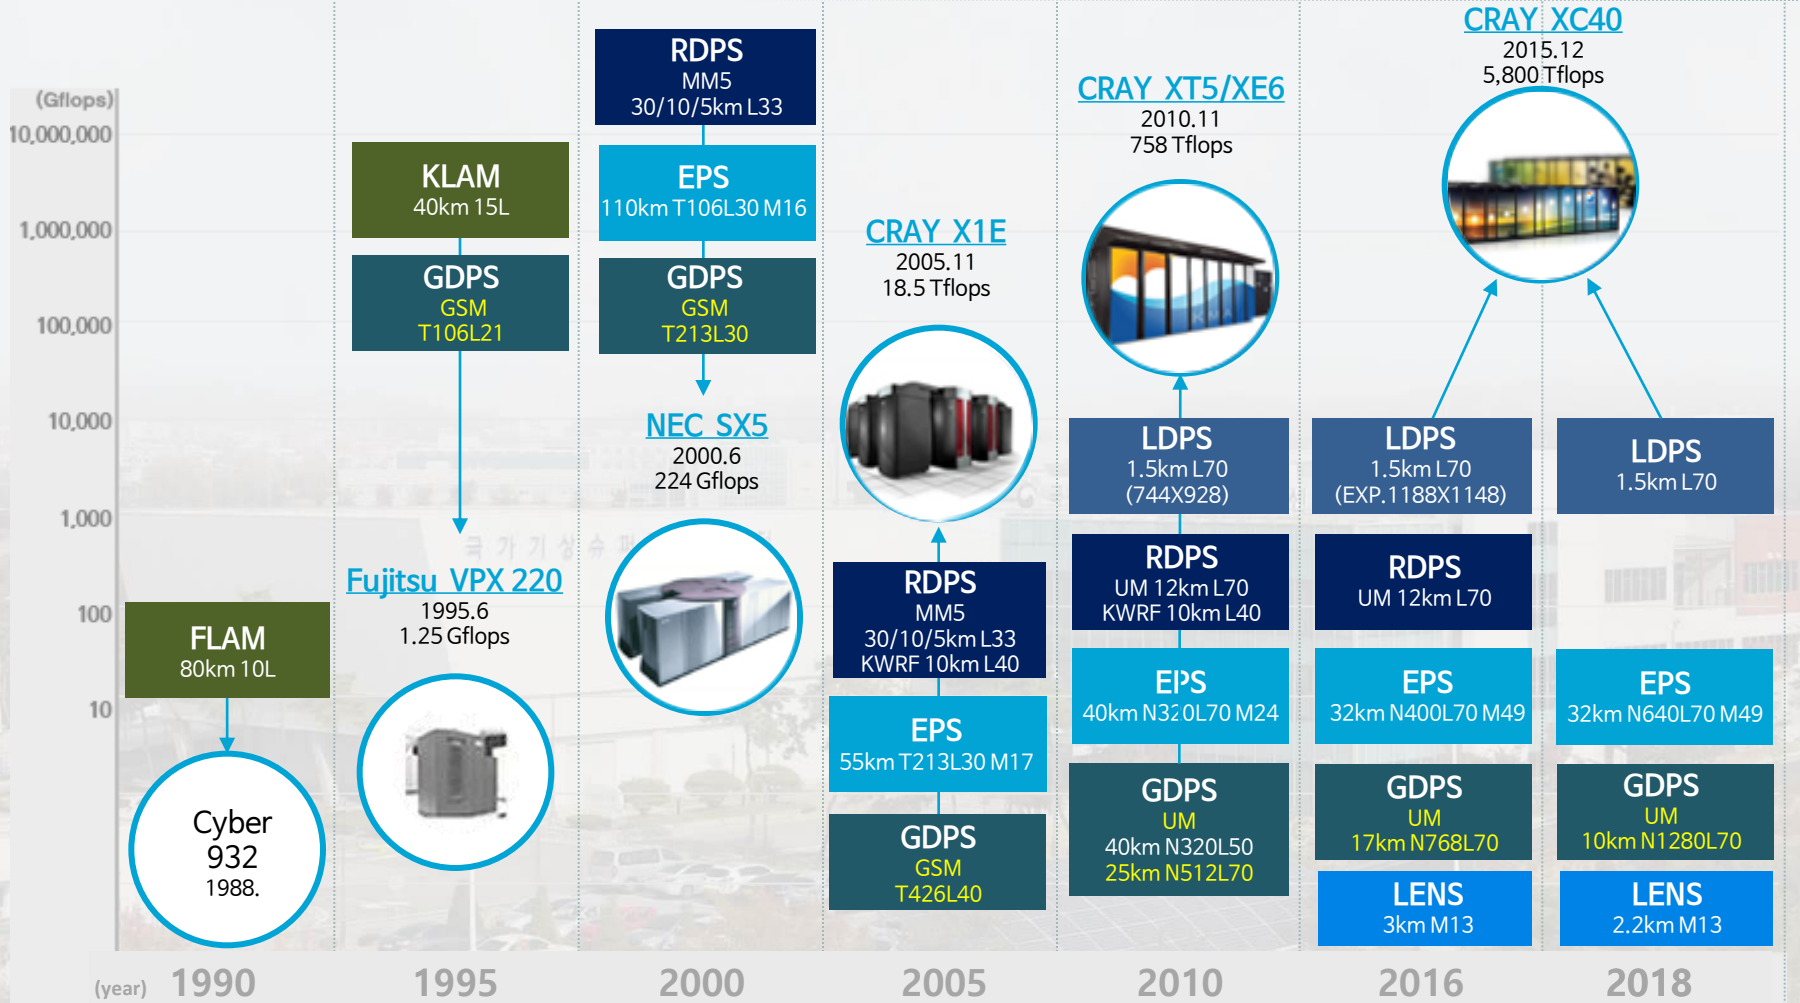 (Gflops)
10,000,000
1,000,000
100,000
10,000
1,000
100
10
FLAM
80km 10L
Cyber
932
1988.
KLAM
40km 15L
GDPS
GSM
T106L21
Fujitsu VPX 220
1995.6
1.25 Gflops
RDPS
MM5
30/10/5km L33
EPS
110km T106L30 M16
GDPS
GSM
T213L30
NEC SX5
2000.6
224 Gflops
CRAY X1E
2005.11
18.5 Tflops
RDPS
MM5
30/10/5km L33
KWRF 10km L40
EPS
55km T213L30 M17
GDPS
GSM
T426L40
CRAY XT5/XE6
2010.11
758 Tflops
LDPS
1.5km L70
(744X928)
RDPS
UM 12km L70
KWRF 10km L40
EPS
40km N320L70 M24
GDPS
UM
40km N320L50
25km N512L70
CRAY XC40
2015.12
5,800 Tflops
LDPS
1.5km L70
(EXP.1188X1148)
RDPS
UM 12km L70
EPS
32km N400L70 M49
GDPS
UM
17km N768L70
LENS
3km M13
LDPS
1.5km L70
EPS
32km N640L70 M49
GDPS
UM
10km N1280L70
LENS
2.2km M13
국가기상슈퍼
(year) 1990 1995 2000 2005 2010 2016 2018